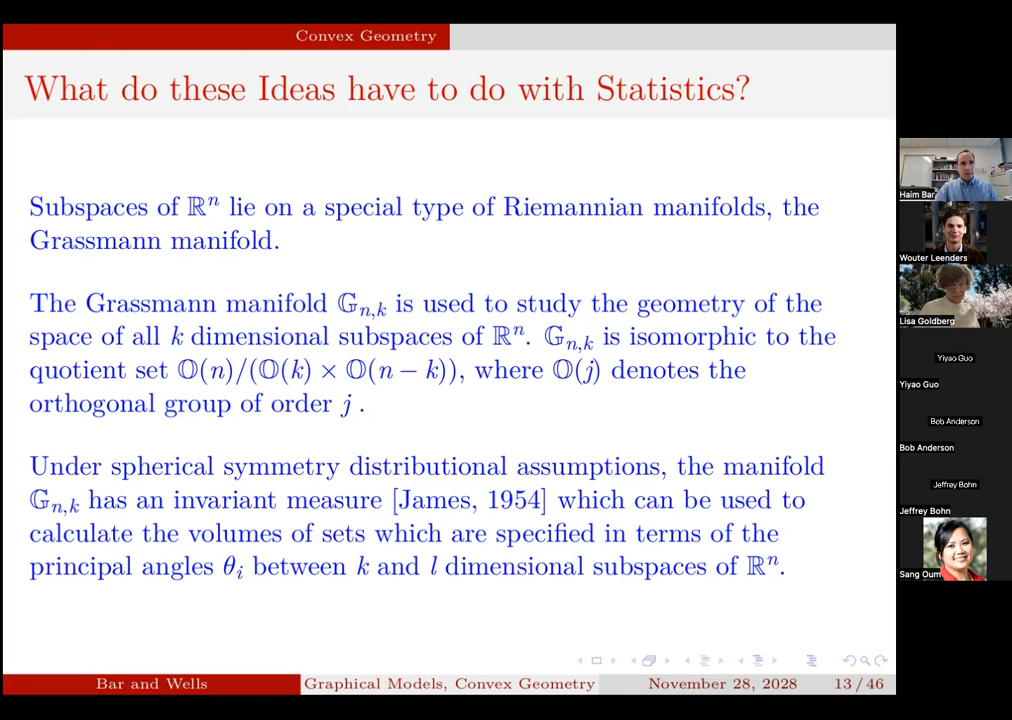 Convex Geometry
What do these Ideas have to do with Statistics?
Subspaces of ℝⁿ lie on a special type of Riemannian manifolds, the
Grassmann manifold.
The Grassmann manifold 𝔾ₙ,ₖ is used to study the geometry of the
space of all k dimensional subspaces of ℝⁿ. 𝔾ₙ,ₖ is isomorphic to the
quotient set 𝕆(n)/(𝕆(k) × 𝕆(n − k)), where 𝕆(j) denotes the
orthogonal group of order j .
Under spherical symmetry distributional assumptions, the manifold
𝔾ₙ,ₖ has an invariant measure [James, 1954] which can be used to
calculate the volumes of sets which are specified in terms of the
principal angles θᵢ between k and l dimensional subspaces of ℝⁿ.
Bar and Wells
Graphical Models, Convex Geometry
November 28, 2028
13 / 46
Haim Bar
Wouter Leenders
Lisa Goldberg
Yiyao Guo
Yiyao Guo
Bob Anderson
Bob Anderson
Jeffrey Bohn
Jeffrey Bohn
Sang Oum